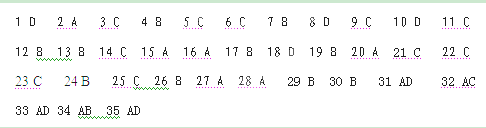 1 D 2 A 3 C 4 B 5 C 6 C 7 B 8 D 9 C 10 D 11 C
12 B 13 B 14 C 15 A 16 A 17 B 18 D 19 B 20 A 21 C 22 C
23 C 24 B 25 C 26 B 27 A 28 A 29 B 30 B 31 AD 32 AC
33 AD 34 AB 35 AD